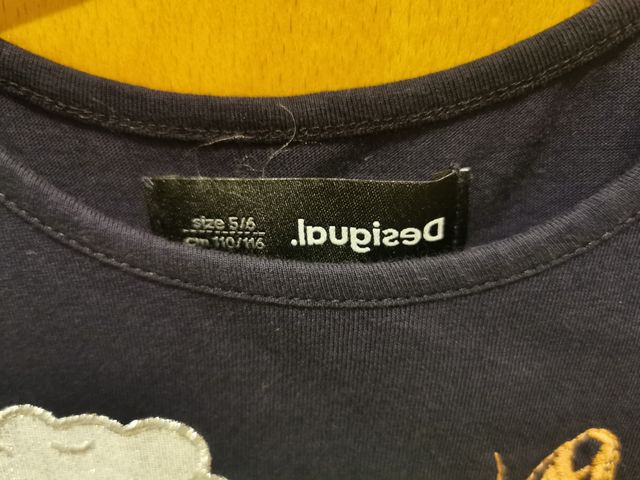 size 5/6
cm 110/116
Desigual.